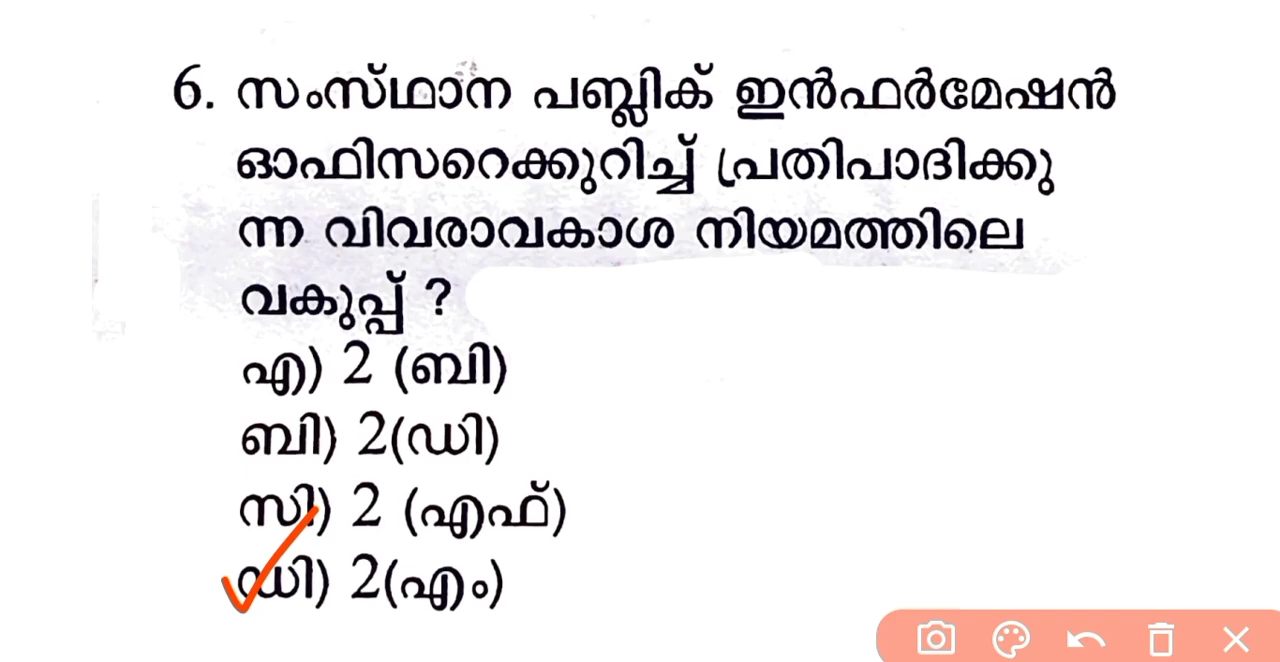 6. സംസ്ഥാന പബ്ലിക് ഇൻഫർമേഷൻ
ഓഫിസറെക്കുറിച്ച് പ്രതിപാദിക്കു
ന്ന വിവരാവകാശ നിയമത്തിലെ
വകുപ്പ് ?
എ) 2 (ബി)
ബി) 2(ഡി)
സി) 2 (എഫ്)
ഡി) 2(എം)